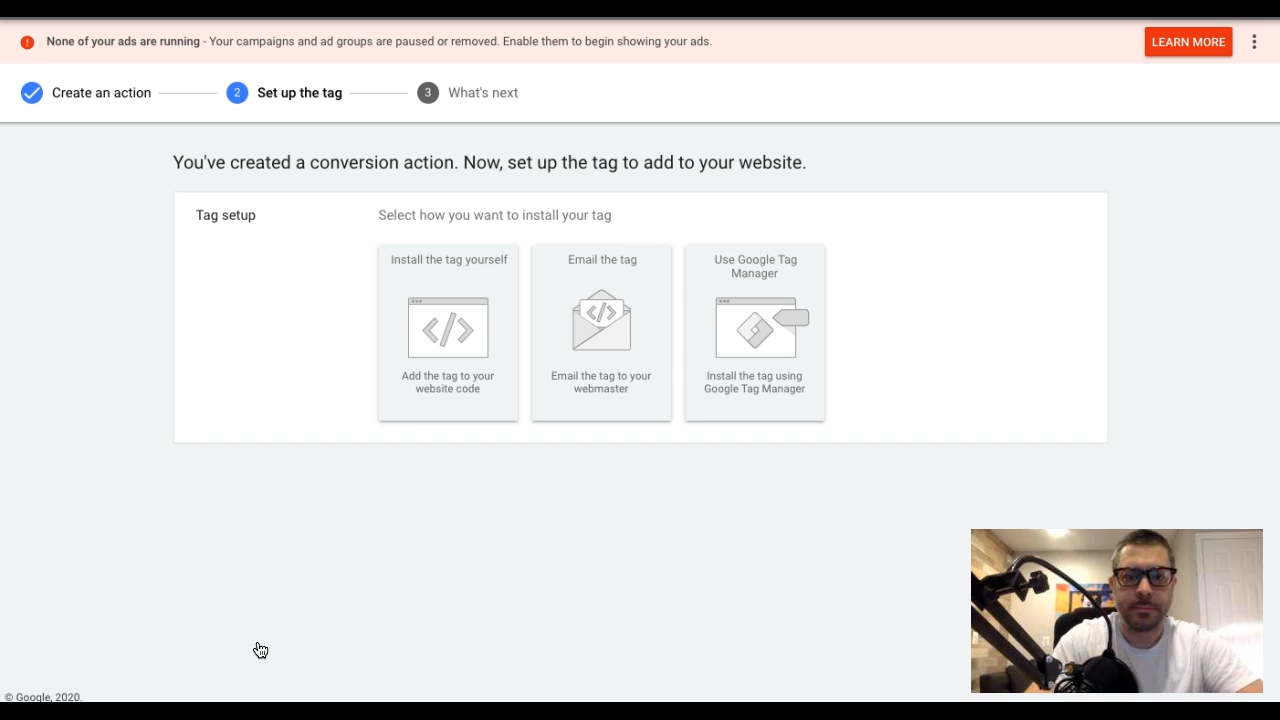 None of your ads are running - Your campaigns and ad groups are paused or removed. Enable them to begin showing your ads.
LEARN MORE
Create an action
2 Set up the tag
3 What's next
You've created a conversion action. Now, set up the tag to add to your website.
Tag setup
Select how you want to install your tag
Install the tag yourself
</>
Add the tag to your
website code
Email the tag
</>
Email the tag to your
webmaster
Use Google Tag
Manager
Install the tag using
Google Tag Manager
© Google, 2020.